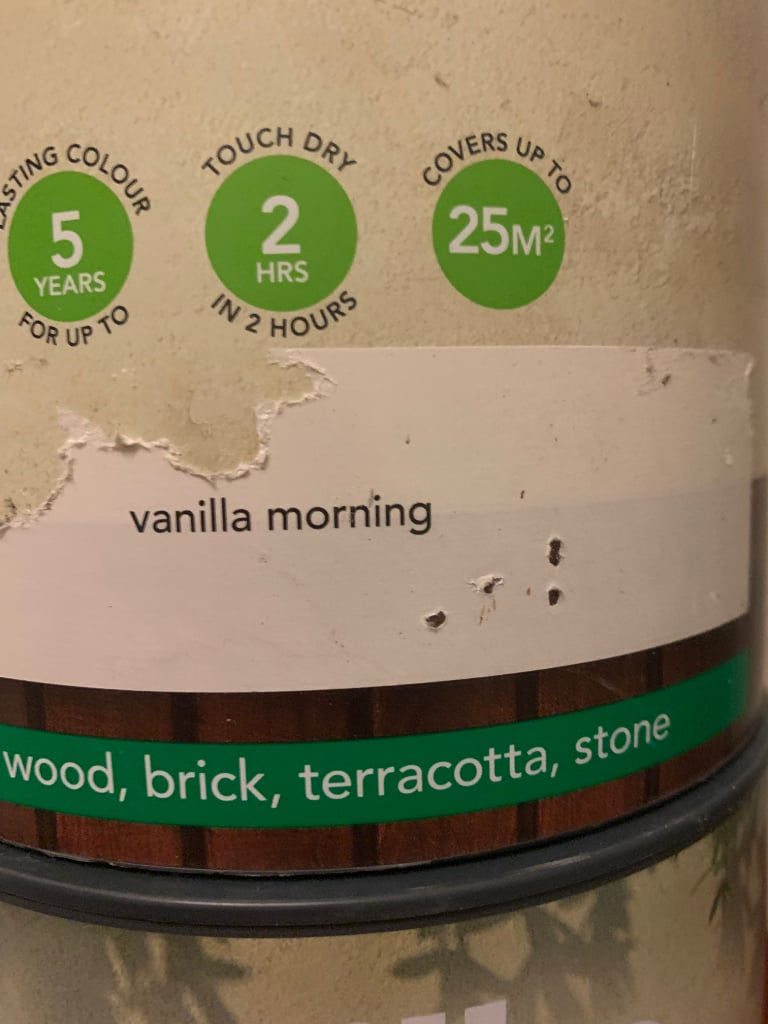 LASTING COLOUR
5
YEARS
FOR UP TO
TOUCH DRY
2
HRS
IN 2 HOURS
COVERS UP TO
25M²
vanilla morning
wood, brick, terracotta, stone